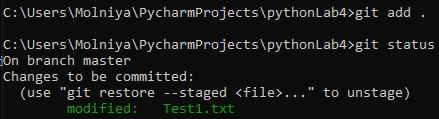 C:\Users\Molniya\PycharmProjects\pythonLab4>git add .
C:\Users\Molniya\PycharmProjects\pythonLab4>git status
On branch master
Changes to be committed:
  (use "git restore --staged <file>..." to unstage)
        modified:   Test1.txt